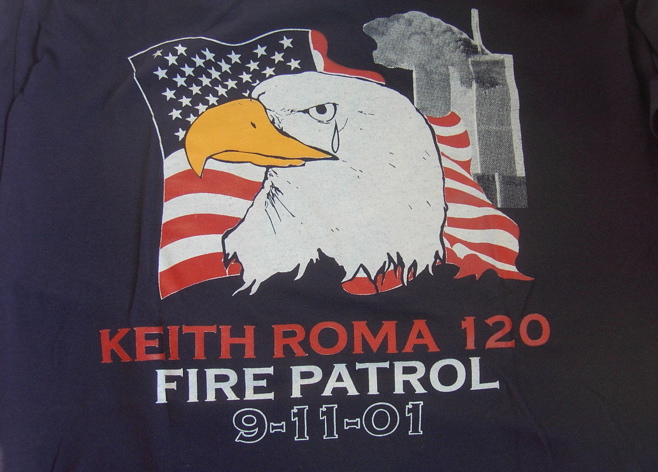 KEITH ROMA 120
FIRE PATROL
9-11-01